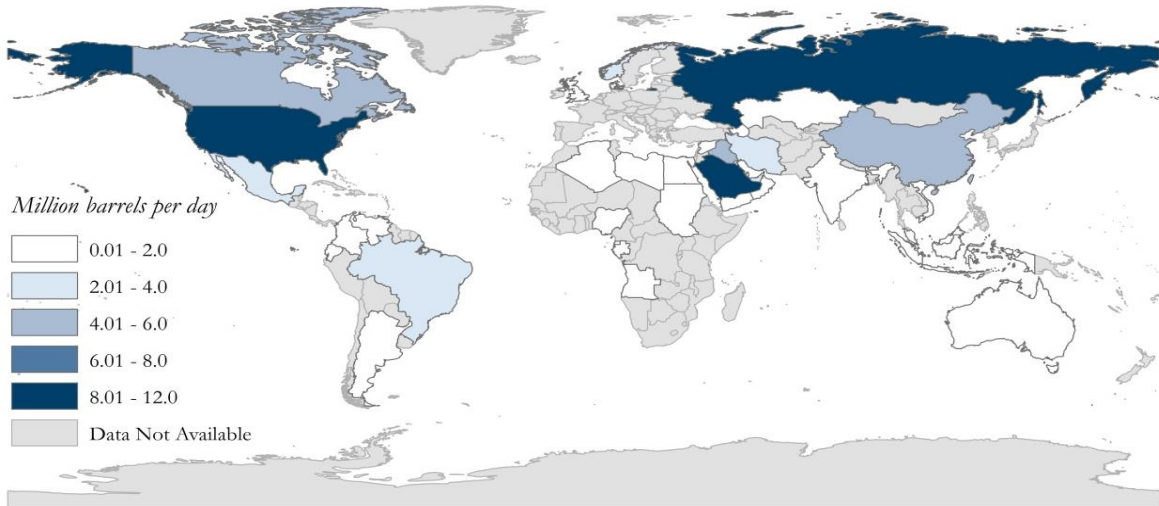 Million barrels per day
0.01 - 2.0
2.01 - 4.0
4.01 - 6.0
6.01 - 8.0
8.01 - 12.0
Data Not Available